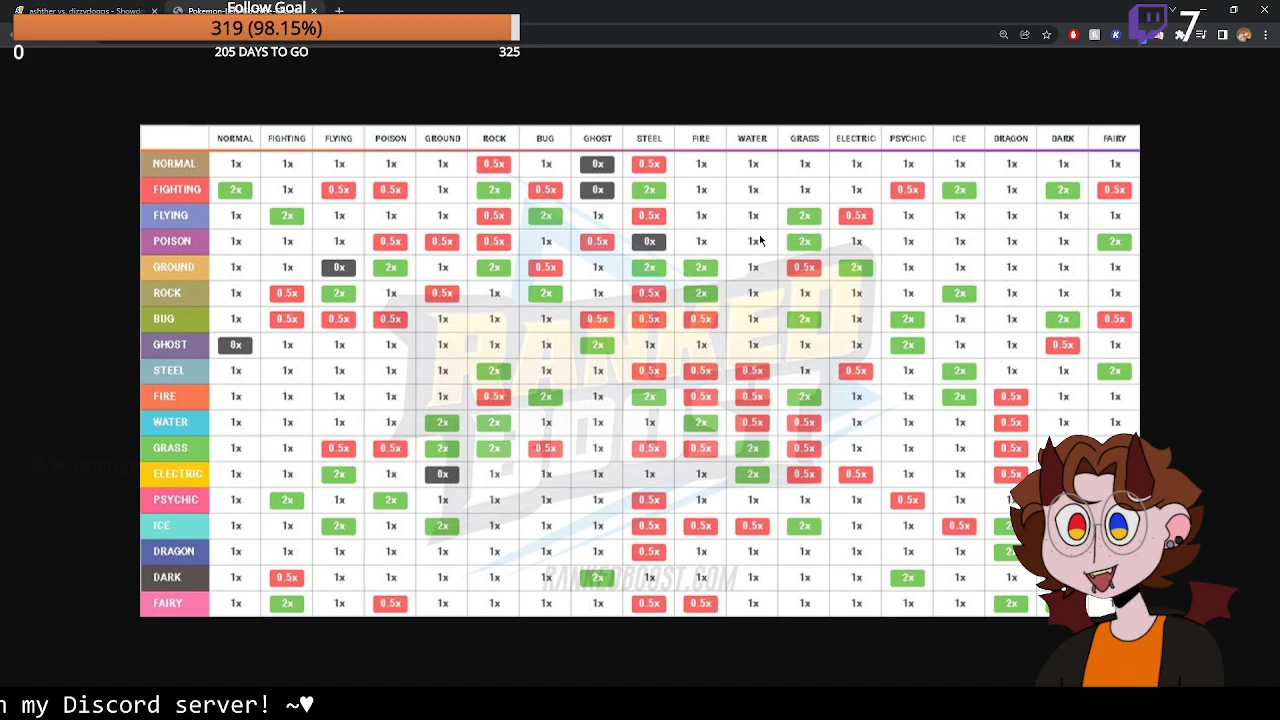 ashther vs. dizzydoggs - Showdo
Pokemon
Follow Goal
319 (98.15%)
0
205 DAYS TO GO
325
7
NORMAL FIGHTING FLYING POISON GROUND ROCK BUG GHOST STEEL FIRE WATER GRASS ELECTRIC PSYCHIC ICE DRAGON DARK FAIRY
NORMAL 1x 1x 1x 1x 1x 0.5x 1x 0x 0.5x 1x 1x 1x 1x 1x 1x 1x 1x 1x
FIGHTING 2x 1x 0.5x 0.5x 1x 2x 0.5x 0x 2x 1x 1x 1x 1x 0.5x 2x 1x 2x 0.5x
FLYING 1x 2x 1x 1x 1x 0.5x 2x 1x 0.5x 1x 1x 2x 0.5x 1x 1x 1x 1x 1x
POISON 1x 1x 1x 0.5x 0.5x 0.5x 1x 0.5x 0x 1x 1x 2x 1x 1x 1x 1x 1x 2x
GROUND 1x 1x 0x 2x 1x 2x 0.5x 1x 2x 2x 1x 0.5x 2x 1x 1x 1x 1x 1x
ROCK 1x 0.5x 2x 1x 0.5x 1x 2x 1x 0.5x 2x 1x 1x 1x 1x 2x 1x 1x 1x
BUG 1x 0.5x 0.5x 0.5x 1x 1x 1x 0.5x 0.5x 0.5x 1x 2x 1x 2x 1x 1x 2x 0.5x
GHOST 0x 1x 1x 1x 1x 1x 1x 2x 1x 1x 1x 1x 1x 2x 1x 1x 0.5x 1x
STEEL 1x 1x 1x 1x 1x 2x 1x 1x 0.5x 0.5x 0.5x 1x 0.5x 1x 2x 1x 1x 2x
FIRE 1x 1x 1x 1x 1x 0.5x 2x 1x 2x 0.5x 0.5x 2x 1x 1x 2x 0.5x 1x 1x
WATER 1x 1x 1x 1x 2x 2x 1x 1x 1x 2x 0.5x 0.5x 1x 1x 1x 0.5x 1x 1x
GRASS 1x 1x 0.5x 0.5x 2x 2x 0.5x 1x 0.5x 0.5x 2x 0.5x 1x 1x 1x 0.5x
ELECTRIC 1x 1x 2x 1x 0x 1x 1x 1x 1x 1x 2x 0.5x 0.5x 1x 1x 0.5x
PSYCHIC 1x 2x 1x 2x 1x 1x 1x 1x 0.5x 1x 1x 1x 1x 0.5x 1x
ICE 1x 1x 2x 1x 2x 1x 1x 1x 0.5x 0.5x 0.5x 2x 1x 1x 0.5x 2
DRAGON 1x 1x 1x 1x 1x 1x 1x 1x 0.5x 1x 1x 1x 1x 1x 1x 2
DARK 1x 0.5x 1x 1x 1x 1x 1x 2x 1x 1x 1x 1x 1x 2x 1x 1x
FAIRY 1x 2x 1x 0.5x 1x 1x 1x 1x 0.5x 0.5x 1x 1x 1x 1x 1x 2x
RANKED
BOOST
RANKEDBOOST.COM
my Discord server! ~♥